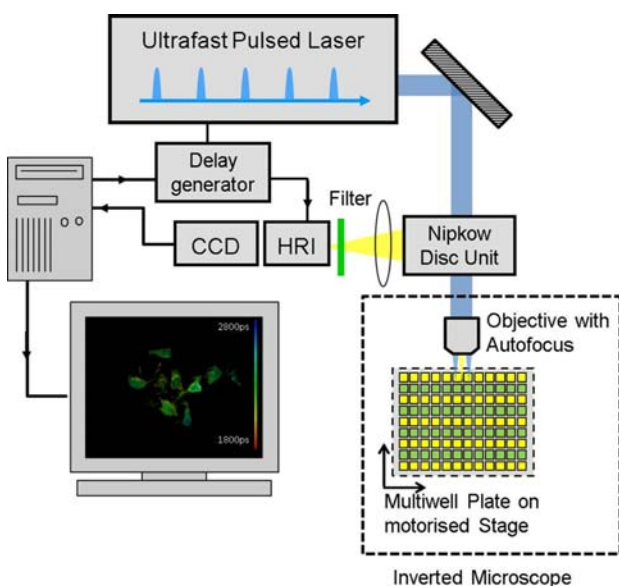 Ultrafast Pulsed Laser
Delay
generator
Filter
CCD
HRI
Nipkow
Disc Unit
Objective with
Autofocus
2800ps
1800ps
Multiwell Plate on
motorised Stage
Inverted Microscope